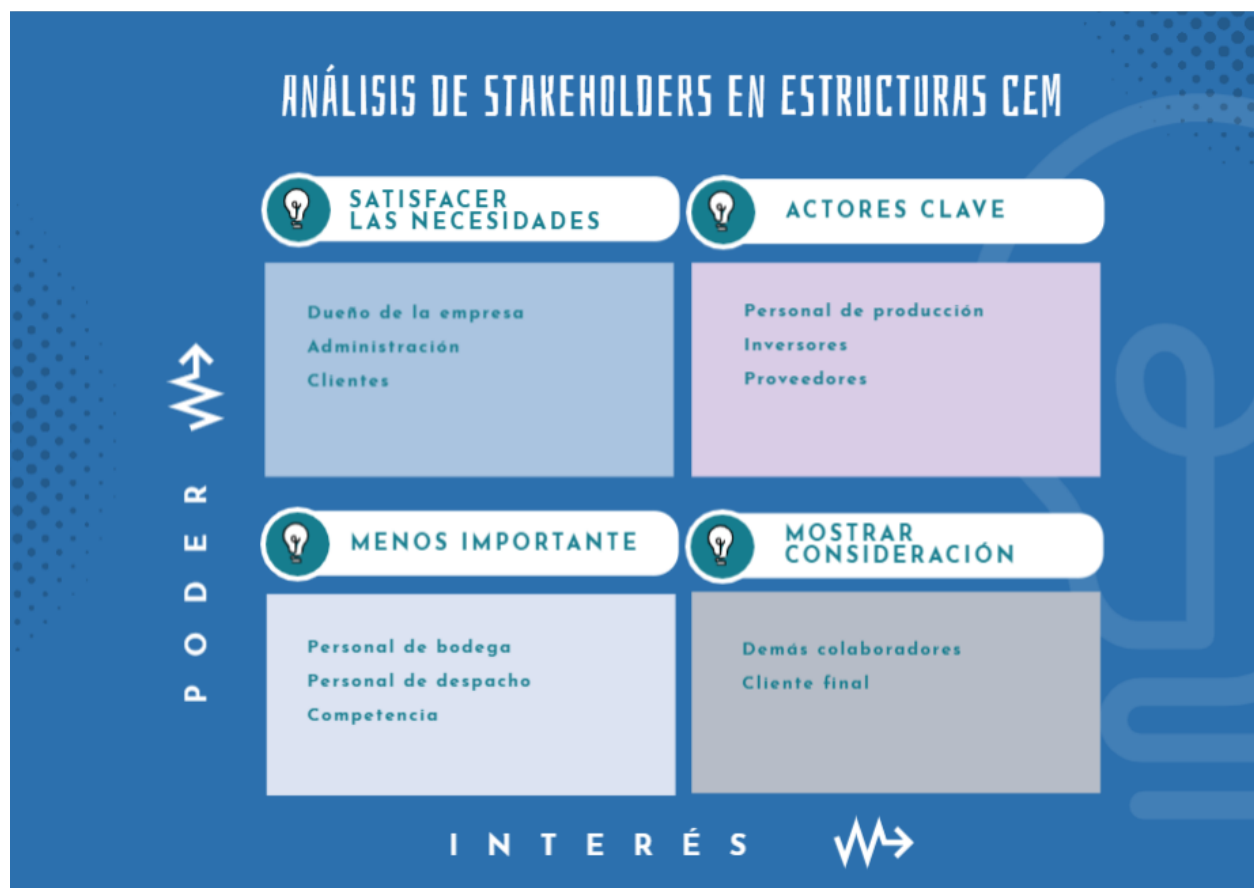 ANÁLISIS DE STAKEHOLDERS EN ESTRUCTURAS CEM
SATISFACER
LAS NECESIDADES
Dueño de la empresa
Administración
Clientes
ACTORES CLAVE
Personal de producción
Inversores
Proveedores
PODER
MENOS IMPORTANTE
Personal de bodega
Personal de despacho
Competencia
MOSTRAR
CONSIDERACIÓN
Demás colaboradores
Cliente final
INTERÉS